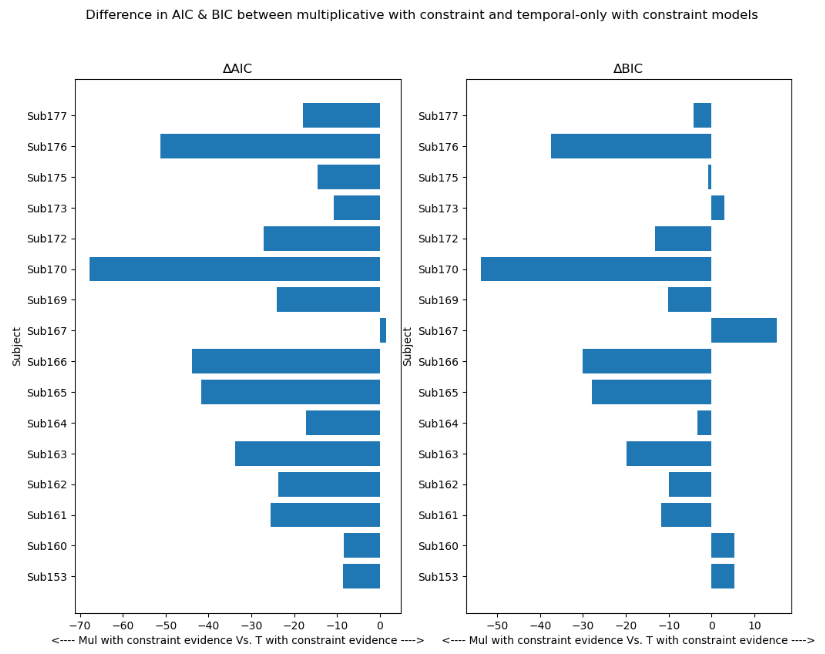 Difference in AIC & BIC between multiplicative with constraint and temporal-only with constraint models
ΔAIC
Subject
Sub177
Sub176
Sub175
Sub173
Sub172
Sub170
Sub169
Sub167
Sub166
Sub165
Sub164
Sub163
Sub162
Sub161
Sub160
Sub153
−70 −60 −50 −40 −30 −20 −10 0
<---- Mul with constraint evidence Vs. T with constraint evidence ---->
ΔBIC
Subject
Sub177
Sub176
Sub175
Sub173
Sub172
Sub170
Sub169
Sub167
Sub166
Sub165
Sub164
Sub163
Sub162
Sub161
Sub160
Sub153
−50 −40 −30 −20 −10 0 10
<---- Mul with constraint evidence Vs. T with constraint evidence ---->